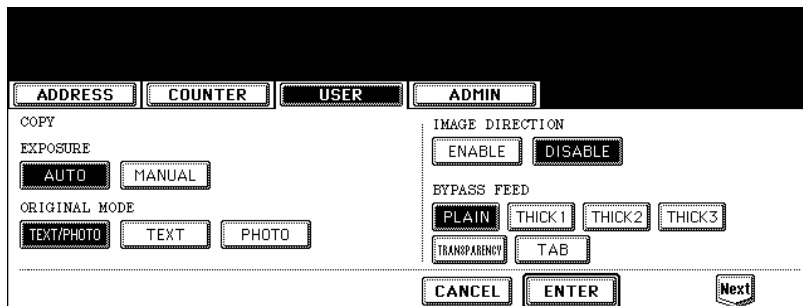 ADDRESS COUNTER USER ADMIN
COPY
EXPOSURE
AUTO MANUAL
ORIGINAL MODE
TEXT/PHOTO TEXT PHOTO
IMAGE DIRECTION
ENABLE DISABLE
BYPASS FEED
PLAIN THICK1 THICK2 THICK3
TRANSPARENCY TAB
CANCEL ENTER Next